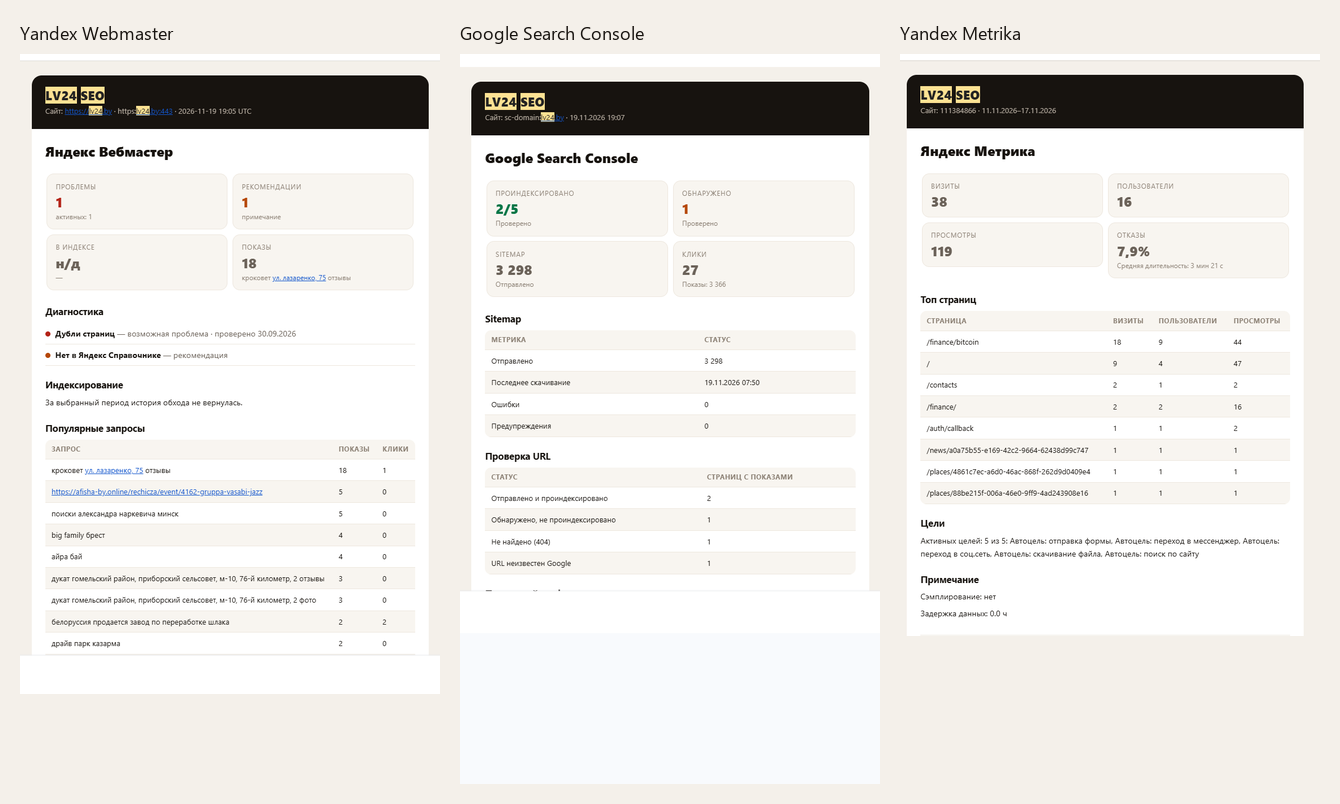 Yandex Webmaster
LV24 SEO
Сайт: https://lv24.by · https:lv24.by:443 · 2026-11-19 19:05 UTC
Яндекс Вебмастер
ПРОБЛЕМЫ
1
активных: 1
РЕКОМЕНДАЦИИ
1
примечание
В ИНДЕКСЕ
н/д
—
ПОКАЗЫ
18
кроковет ул. лазаренко, 75 отзывы
Диагностика
Дубли страниц — возможная проблема · проверено 30.09.2026
Нет в Яндекс Справочнике — рекомендация
Индексирование
За выбранный период история обхода не вернулась.
Популярные запросы
ЗАПРОС ПОКАЗЫ КЛИКИ
кроковет ул. лазаренко, 75 отзывы 18 1
https://afisha-by.online/rechicza/event/4162-gruppa-vasabi-jazz 5 0
поиски александра наркевича минск 5 0
big family брест 4 0
айра бай 4 0
дукат гомельский район, приборский сельсовет, м-10, 76-й километр, 2 отзывы 3 0
дукат гомельский район, приборский сельсовет, м-10, 76-й километр, 2 фото 3 0
белоруссия продается завод по переработке шлака 2 2
драйв парк казарма 2 0
Google Search Console
LV24 SEO
Сайт: sc-domain:lv24.by · 19.11.2026 19:07
Google Search Console
ПРОИНДЕКСИРОВАНО
2/5
Проверено
ОБНАРУЖЕНО
1
Проверено
SITEMAP
3 298
Отправлено
КЛИКИ
27
Показы: 3 366
Sitemap
МЕТРИКА СТАТУС
Отправлено 3 298
Последнее скачивание 19.11.2026 07:50
Ошибки 0
Предупреждения 0
Проверка URL
СТАТУС СТРАНИЦ С ПОКАЗАМИ
Отправлено и проиндексировано 2
Обнаружено, не проиндексировано 1
Не найдено (404) 1
URL неизвестен Google 1
Yandex Metrika
LV24 SEO
Сайт: 111384866 · 11.11.2026–17.11.2026
Яндекс Метрика
ВИЗИТЫ
38
ПОЛЬЗОВАТЕЛИ
16
ПРОСМОТРЫ
119
ОТКАЗЫ
7,9%
Средняя длительность: 3 мин 21 с
Топ страниц
СТРАНИЦА ВИЗИТЫ ПОЛЬЗОВАТЕЛИ ПРОСМОТРЫ
/finance/bitcoin 18 9 44
/ 9 4 47
/contacts 2 1 2
/finance/ 2 2 16
/auth/callback 1 1 2
/news/a0a75b55-e169-42c2-9664-62438d99c747 1 1 1
/places/4861c7ec-a6d0-46ac-868f-262d9d0409e4 1 1 1
/places/88be215f-006a-46e0-9ff9-4ad243908e16 1 1 1
Цели
Активных целей: 5 из 5: Автоцель: отправка формы, Автоцель: переход в мессенджер, Автоцель:
переход в соц.сеть, Автоцель: скачивание файла, Автоцель: поиск по сайту
Примечание
Сэмплирование: нет
Задержка данных: 0.0 ч